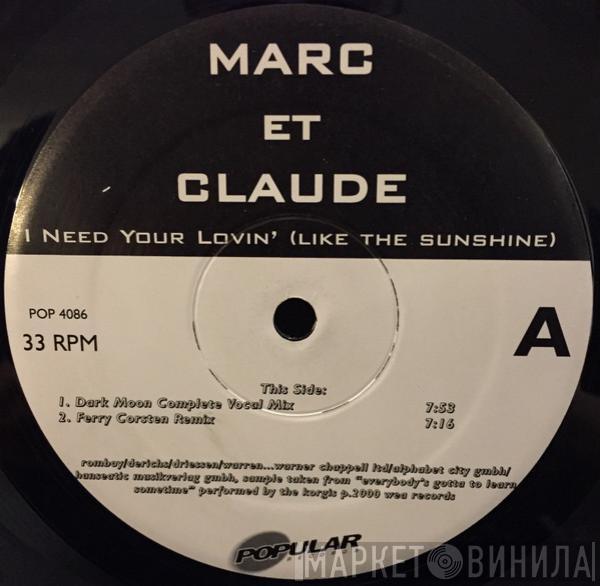 MARC
ET
CLAUDE
I NEED YOUR LOVIN' (LIKE THE SUNSHINE)
POP 4086
33 RPM
A
This Side:
1. Dark Moon Complete Vocal Mix 7:53
2. Ferry Corsten Remix 7:16
rombay/derichs/driessen/warren...warner chappell ltd/alphabet city gmbh/
hanseatic musikverlag gmbh, sample taken from "everybody's gotta to learn
sometime" performed by the korgis p.2000 wea records
POPULAR
МАРКЕТ ВИНИЛА